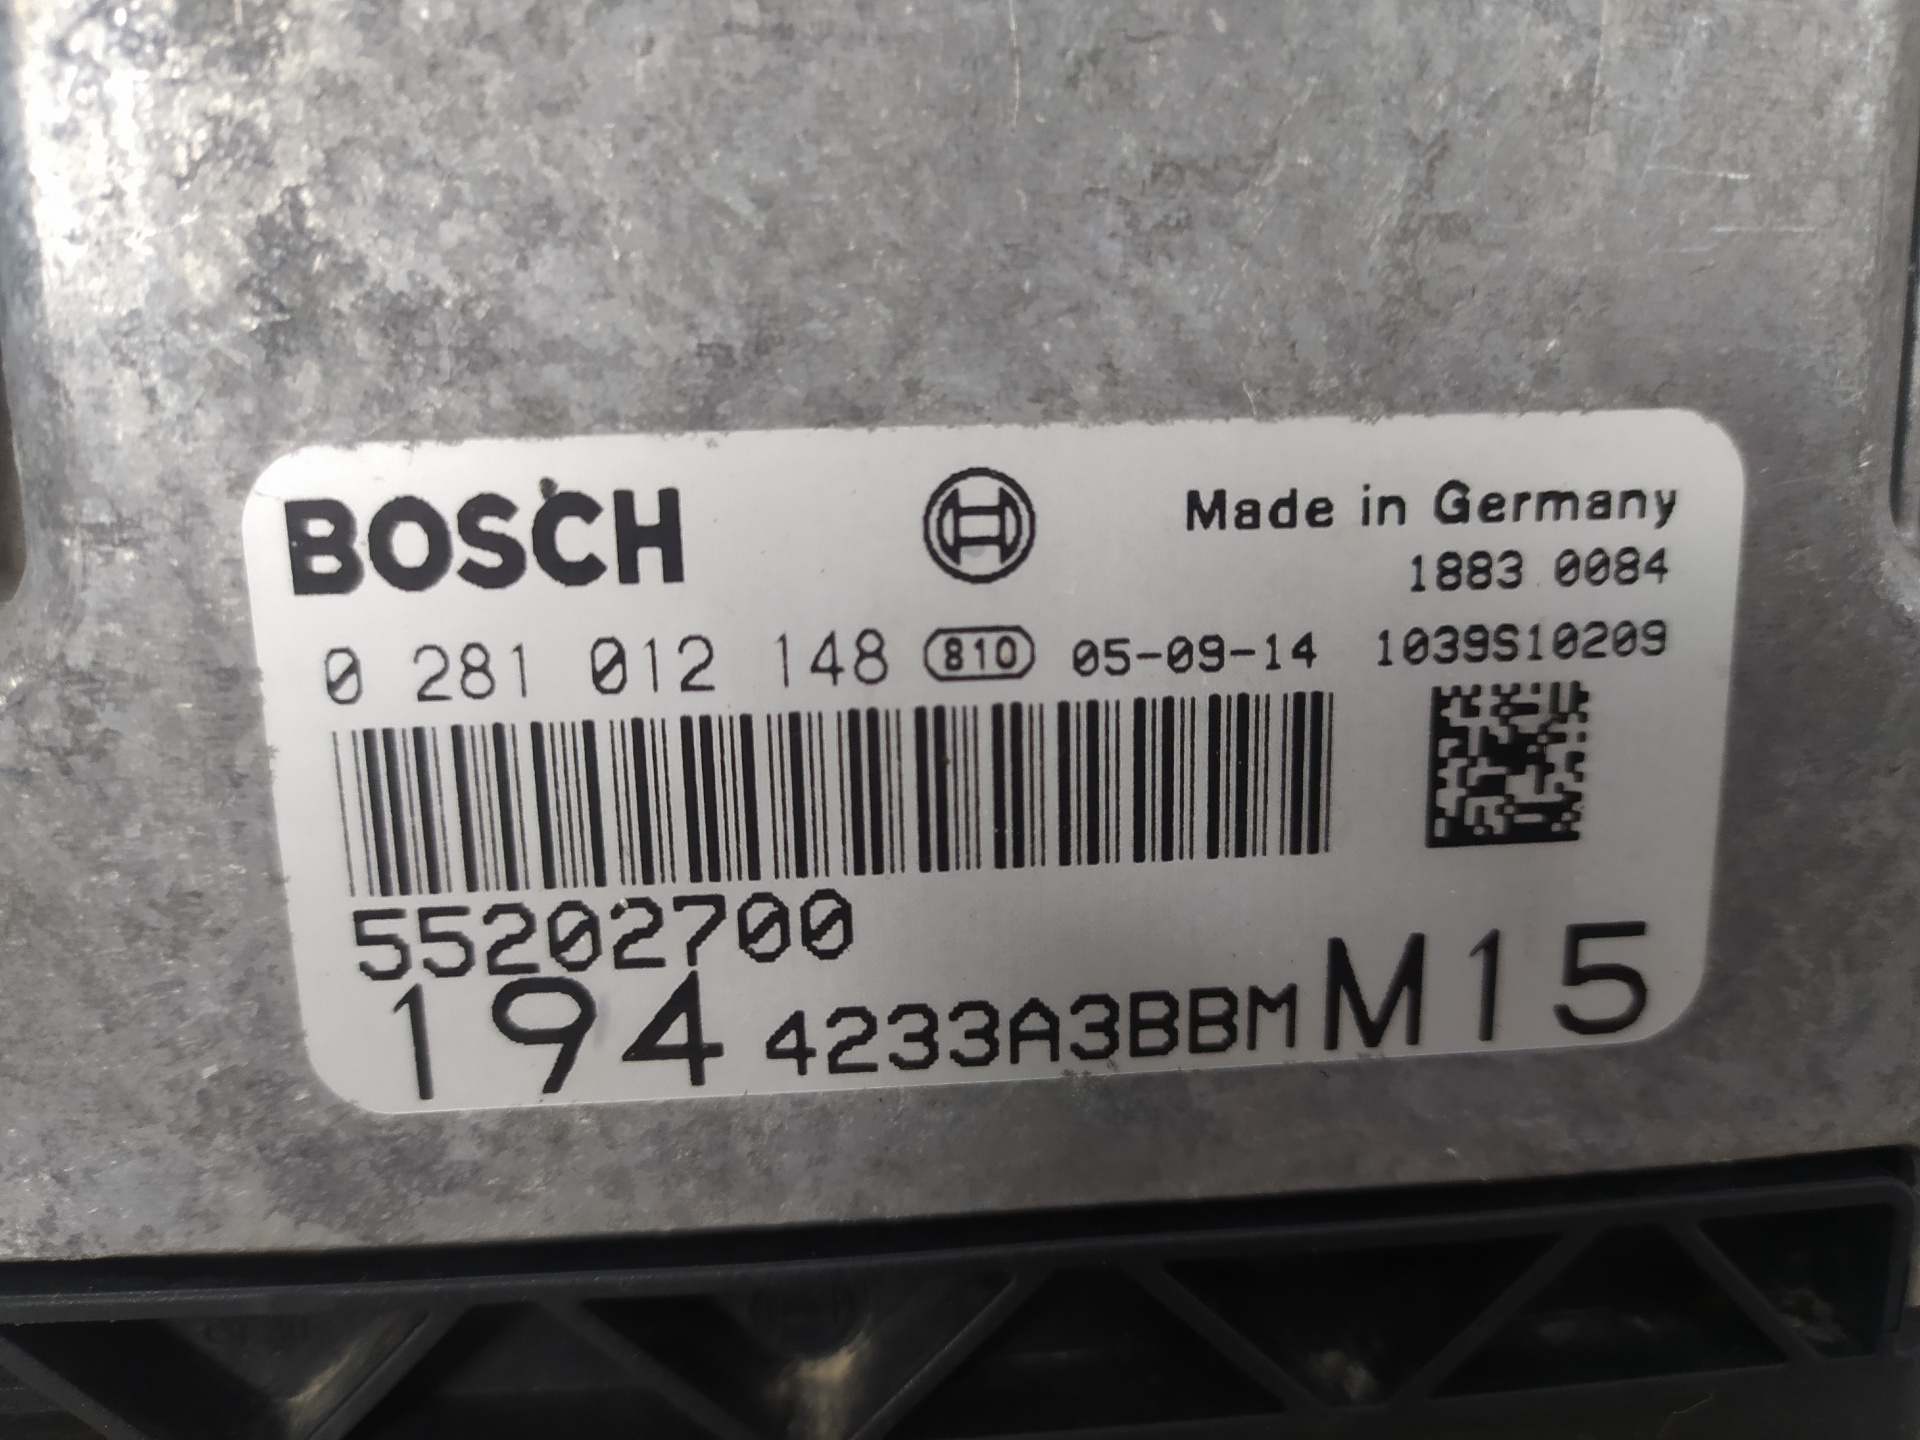 BOSCH
Made in Germany
1883 0084
0 281 012 148 810 05-09-14 1039S10209
55202700
194 4233A3BBM M15